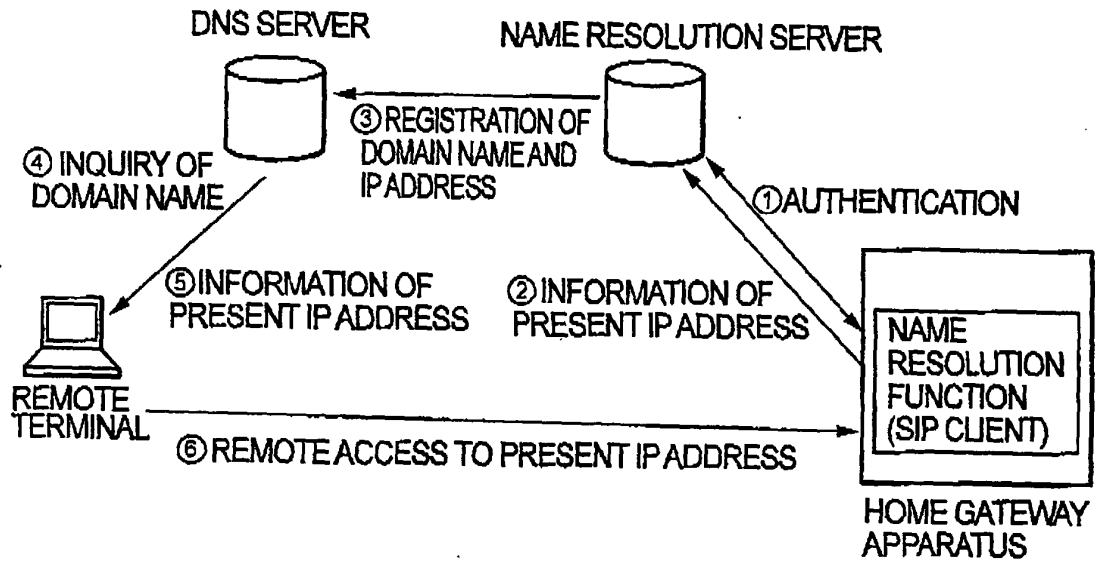 DNS SERVER
NAME RESOLUTION SERVER
③REGISTRATION OF
DOMAIN NAME AND
IP ADDRESS
④ INQUIRY OF
DOMAIN NAME
①AUTHENTICATION
⑤INFORMATION OF
PRESENT IP ADDRESS
②INFORMATION OF
PRESENT IP ADDRESS
NAME
RESOLUTION
FUNCTION
(SIP CLIENT)
REMOTE
TERMINAL
⑥REMOTE ACCESS TO PRESENT IP ADDRESS
HOME GATEWAY
APPARATUS